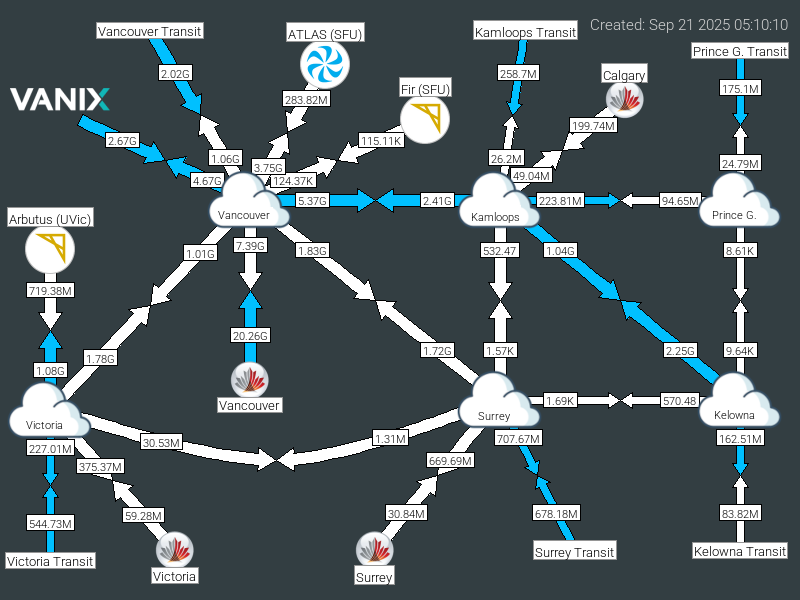 Created: Sep 21 2025 05:10:10
Vancouver Transit
ATLAS (SFU)
Kamloops Transit
Prince G. Transit
2.02G
258.7M
Calgary
Fir (SFU)
175.1M
VANIX
283.82M
199.74M
2.67G
115.11K
1.06G
3.75G
26.2M
24.79M
4.67G
124.37K
49.04M
5.37G
2.41G
223.81M
94.65M
Arbutus (UVic)
Vancouver
Kamloops
Prince G.
1.01G
7.39G
1.83G
532.47
1.04G
8.61K
719.38M
20.26G
1.78G
1.72G
1.57K
2.25G
9.64K
1.08G
Vancouver
1.69K
570.48
Victoria
Surrey
Kelowna
227.01M
30.53M
1.31M
707.67M
162.51M
375.37M
669.69M
544.73M
59.28M
30.84M
678.18M
83.82M
Victoria Transit
Victoria
Surrey
Surrey Transit
Kelowna Transit